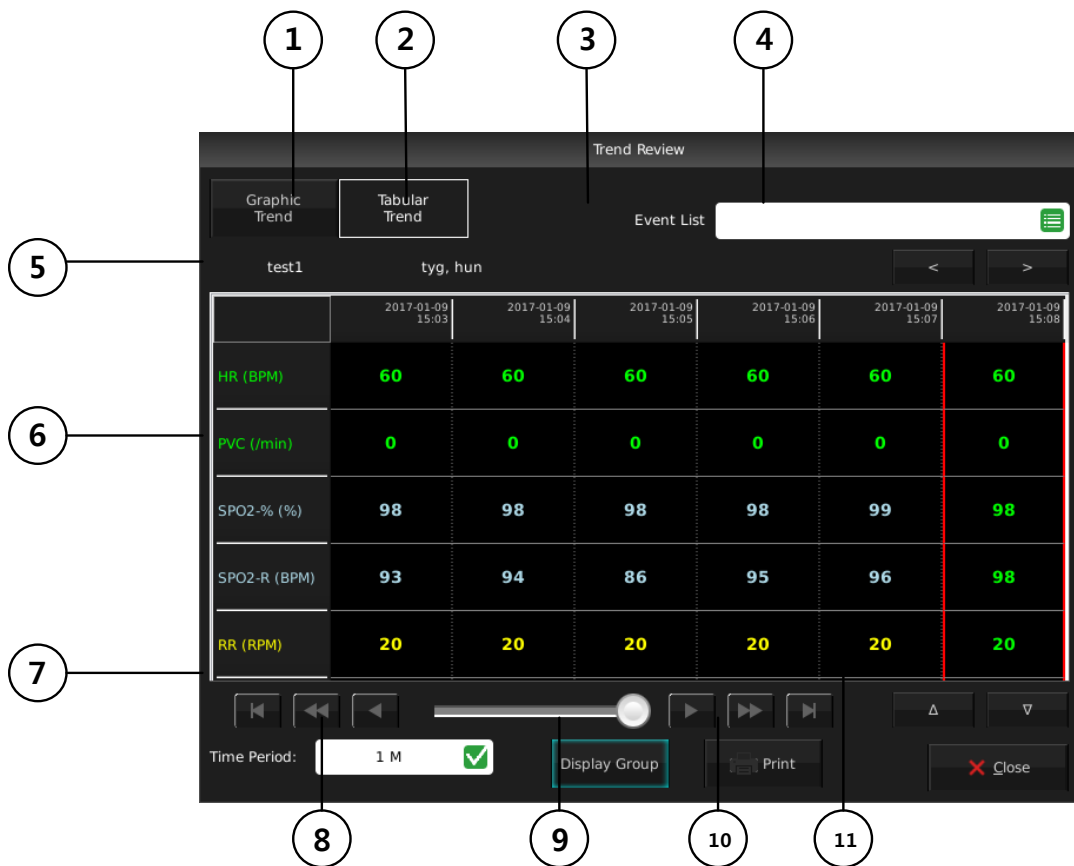 1 2 3 4
Trend Review
Graphic
Trend
Tabular
Trend
Event List
5
test1 tyg, hun < >
2017-01-09 2017-01-09 2017-01-09 2017-01-09 2017-01-09 2017-01-09
15:03 15:04 15:05 15:06 15:07 15:08
HR (BPM) 60 60 60 60 60 60
6
PVC (/min) 0 0 0 0 0 0
SPO2-% (%) 98 98 98 98 99 98
SPO2-R (BPM) 93 94 86 95 96 98
RR (RPM) 20 20 20 20 20 20
7
Δ ∇
Time Period: 1 M Display Group Print Close
8 9 10 11